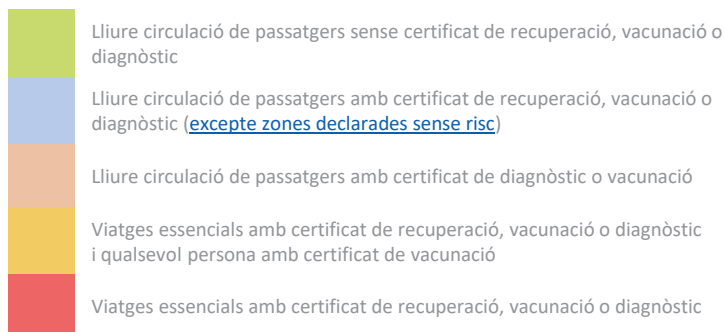 Lliure circulació de passatgers sense certificat de recuperació, vacunació o
diagnòstic
Lliure circulació de passatgers amb certificat de recuperació, vacunació o
diagnòstic (excepte zones declarades sense risc)
Lliure circulació de passatgers amb certificat de diagnòstic o vacunació
Viatges essencials amb certificat de recuperació, vacunació o diagnòstic
i qualsevol persona amb certificat de vacunació
Viatges essencials amb certificat de recuperació, vacunació o diagnòstic